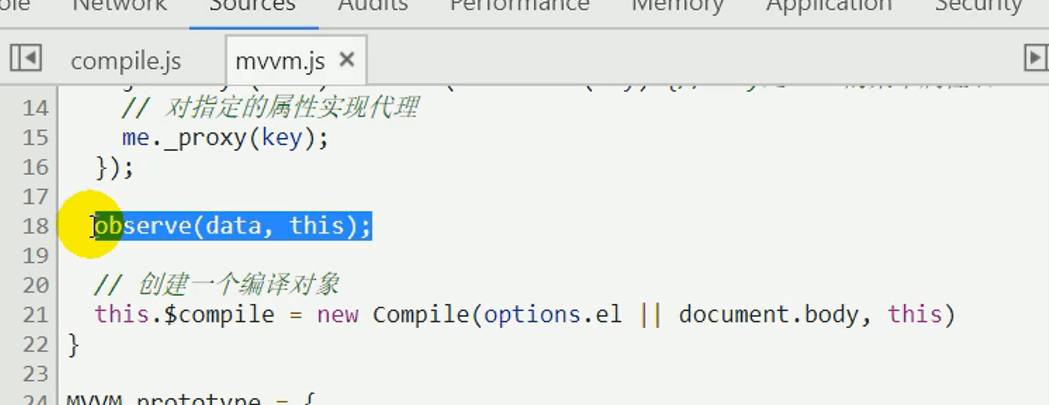 Network Sources Audits Performance Memory Application Security
compile.js mvvm.js ×
14 // 对指定的属性实现代理
15 me._proxy(key);
16 });
17
18 observe(data, this);
19
20 // 创建一个编译对象
21 this.$compile = new Compile(options.el || document.body, this)
22 }
23
24 MVVM.prototype = {